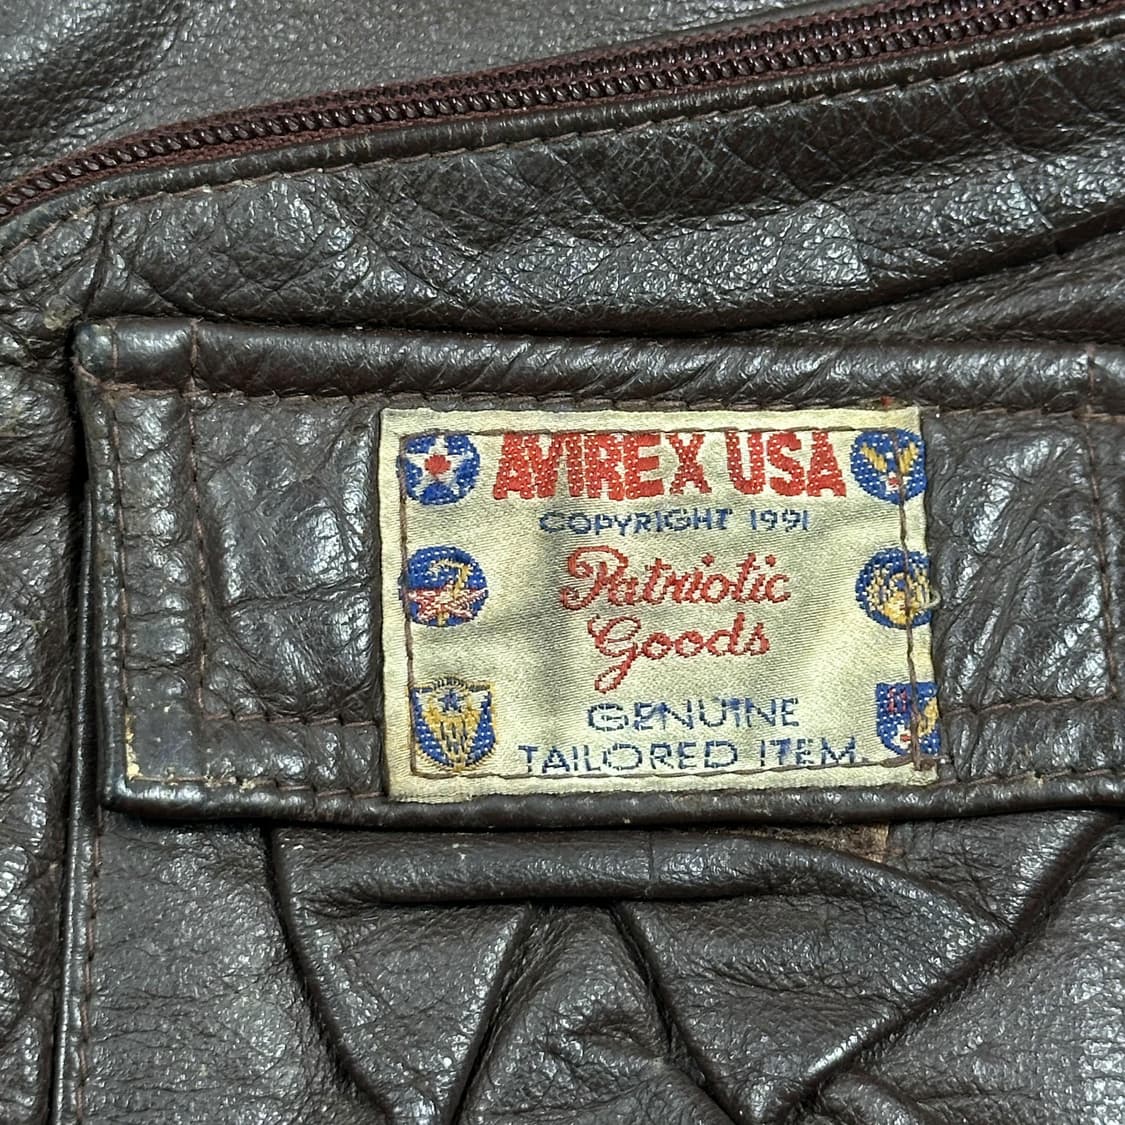 AVIREX USA
COPYRIGHT 1991
Patriotic
Goods
GENUINE
TAILORED ITEM.